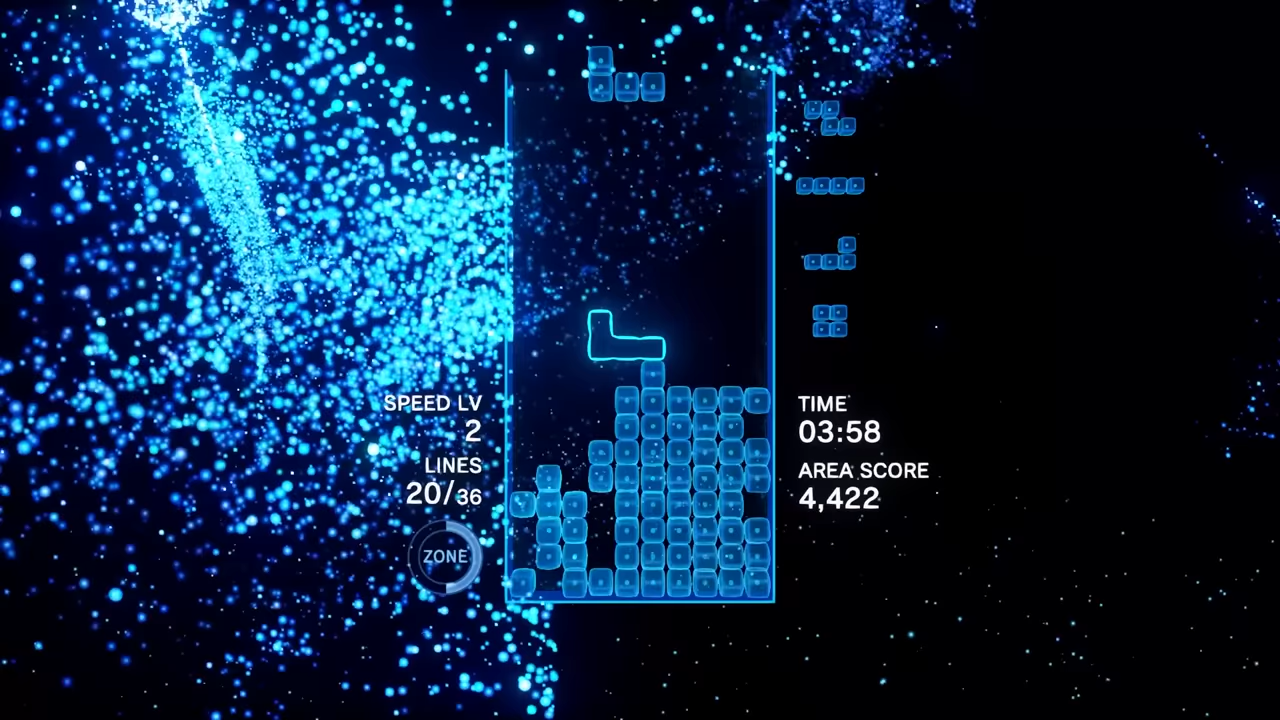 SPEED LV
2
LINES
20/36
ZONE
TIME
03:58
AREA SCORE
4,422